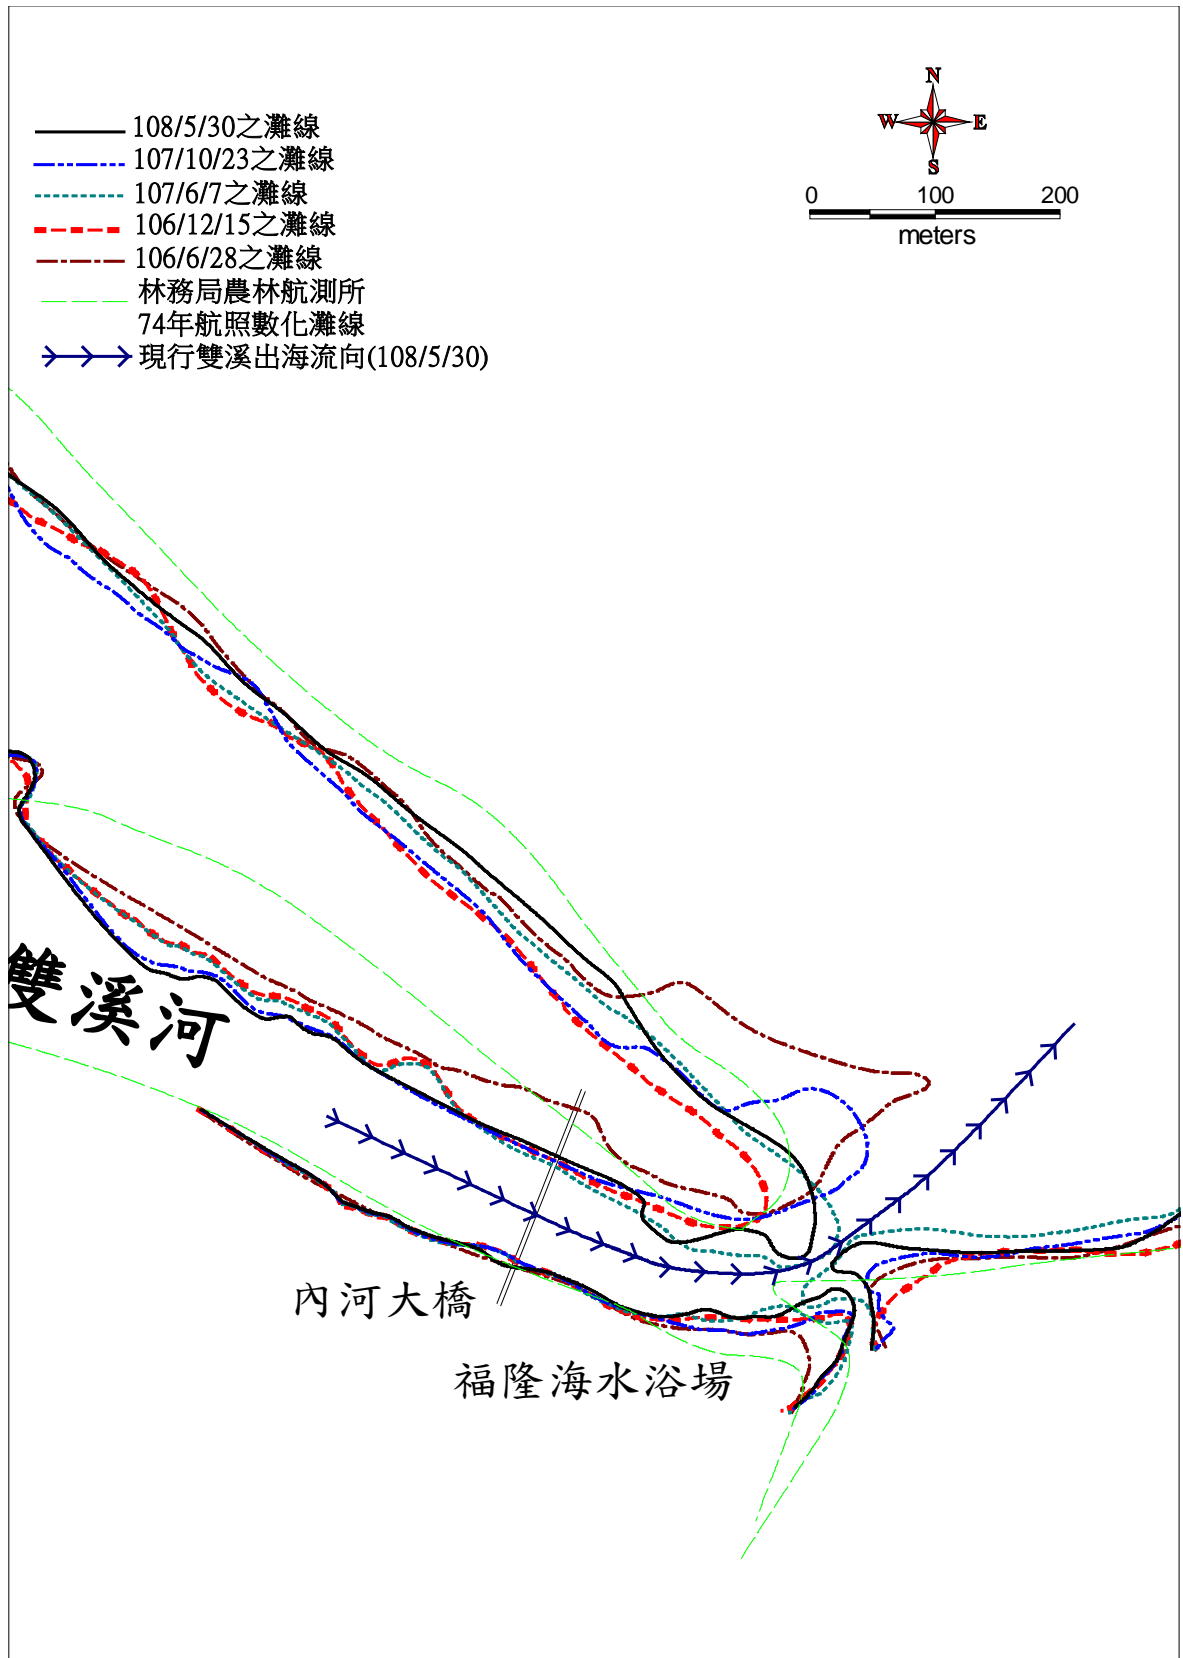 N
W E
S
0 100 200
meters
108/5/30之灘線
107/10/23之灘線
107/6/7之灘線
106/12/15之灘線
106/6/28之灘線
林務局農林航測所
74年航照數化灘線
現行雙溪出海流向(108/5/30)
雙溪河
內河大橋
福隆海水浴場